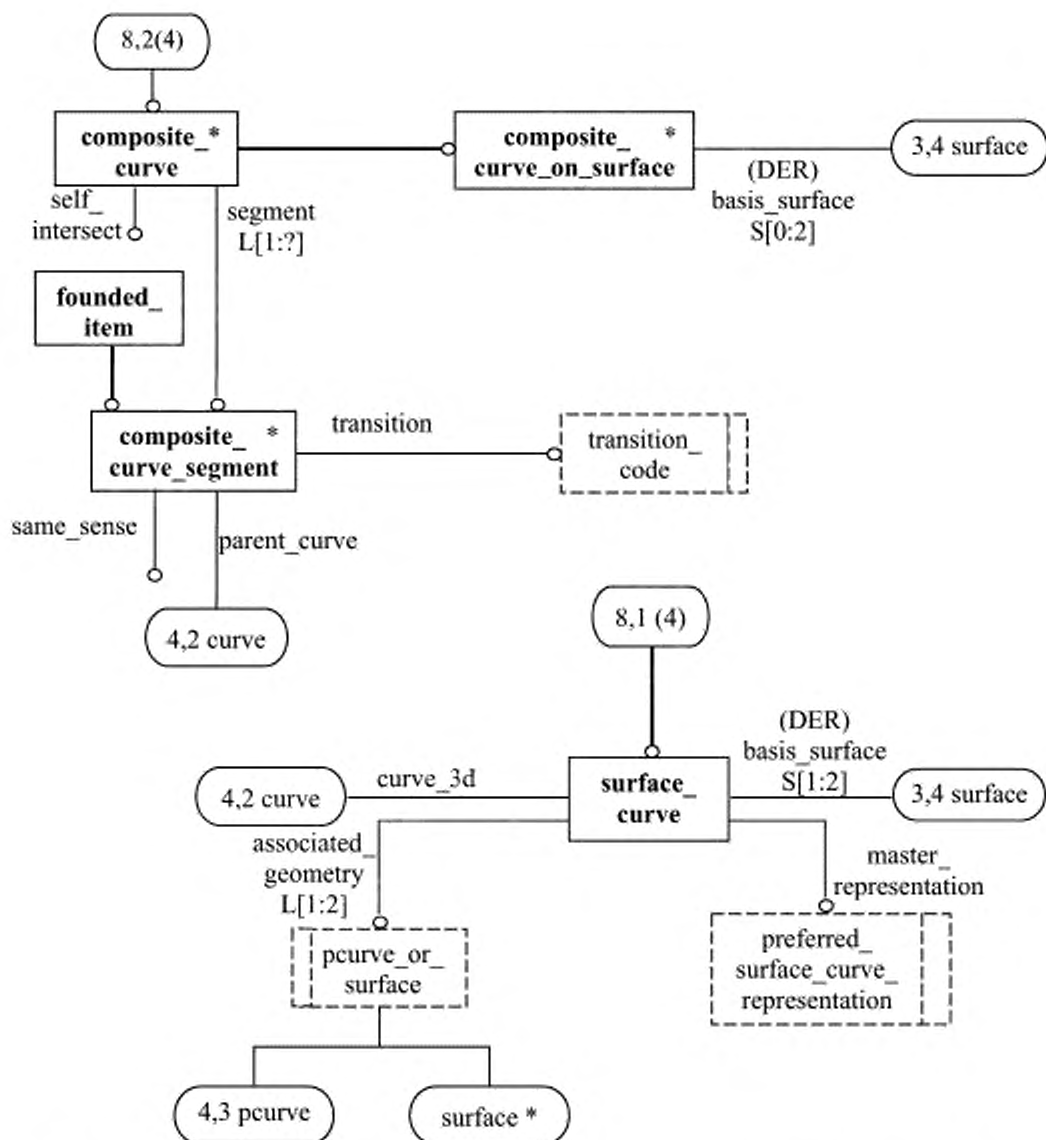 8,2(4)
composite_*
curve
composite_ *
curve_on_surface
3,4 surface
(DER)
basis_surface
S[0:2]
self_
intersect
segment
L[1:?]
founded_
item
composite_ *
curve_segment
transition
transition_
code
same_sense
parent_curve
4,2 curve
8,1 (4)
(DER)
basis_surface
S[1:2]
4,2 curve
curve_3d
surface_
curve
3,4 surface
associated_
geometry
L[1:2]
master_
representation
pcurve_or_
surface
preferred_
surface_curve_
representation
4,3 pcurve
surface *